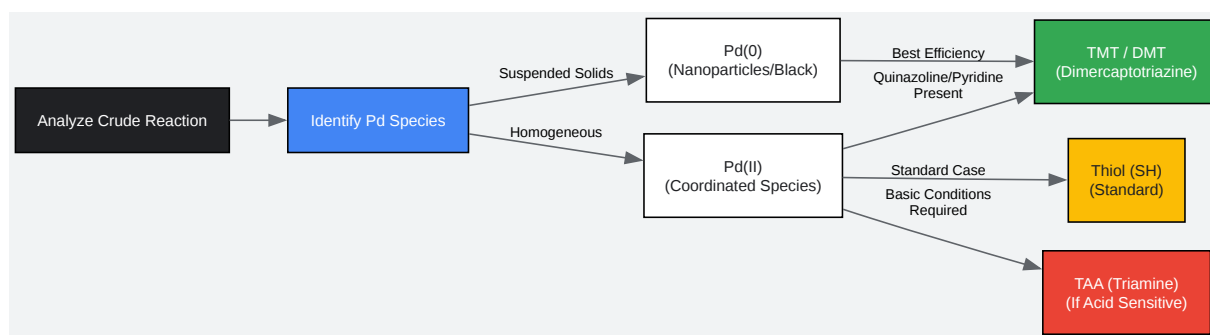 Analyze Crude Reaction
Identify Pd Species
Suspended Solids
Homogeneous
Pd(0)
(Nanoparticles/Black)
Pd(II)
(Coordinated Species)
Best Efficiency
Quinazoline/Pyridine
Present
Standard Case
Basic Conditions
Required
TMT / DMT
(Dimercaptotriazine)
Thiol (SH)
(Standard)
TAA (Triamine)
(If Acid Sensitive)